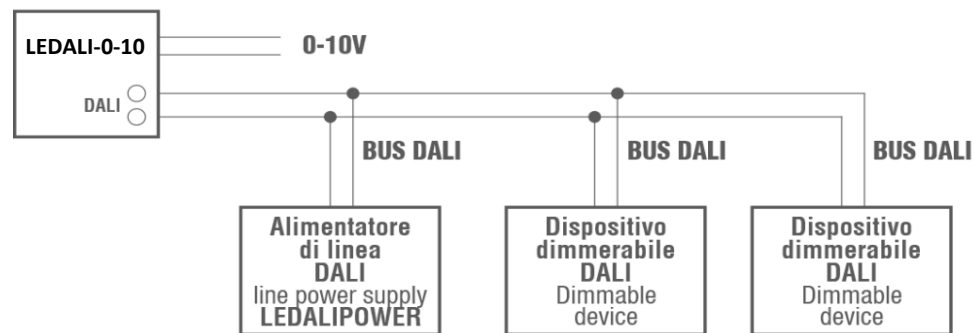 LEDALI-0-10
0-10V
DALI
BUS DALI
BUS DALI
BUS DALI
Alimentatore
di linea
DALI
line power supply
LEDALIPOWER
Dispositivo
dimmerabile
DALI
Dimmable
device
Dispositivo
dimmerabile
DALI
Dimmable
device